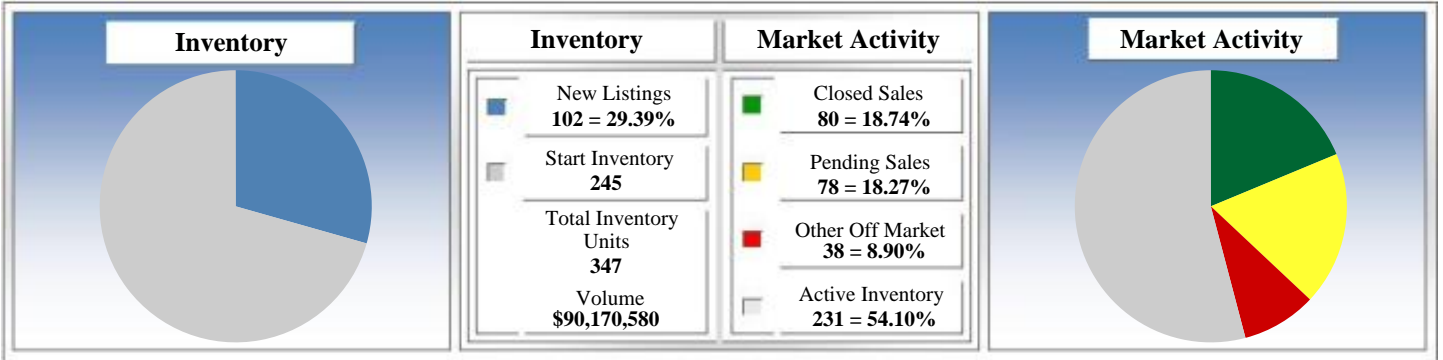 Inventory
Inventory
New Listings
102 = 29.39%
Start Inventory
245
Total Inventory
Units
347
Volume
$90,170,580
Market Activity
Closed Sales
80 = 18.74%
Pending Sales
78 = 18.27%
Other Off Market
38 = 8.90%
Active Inventory
231 = 54.10%
Market Activity